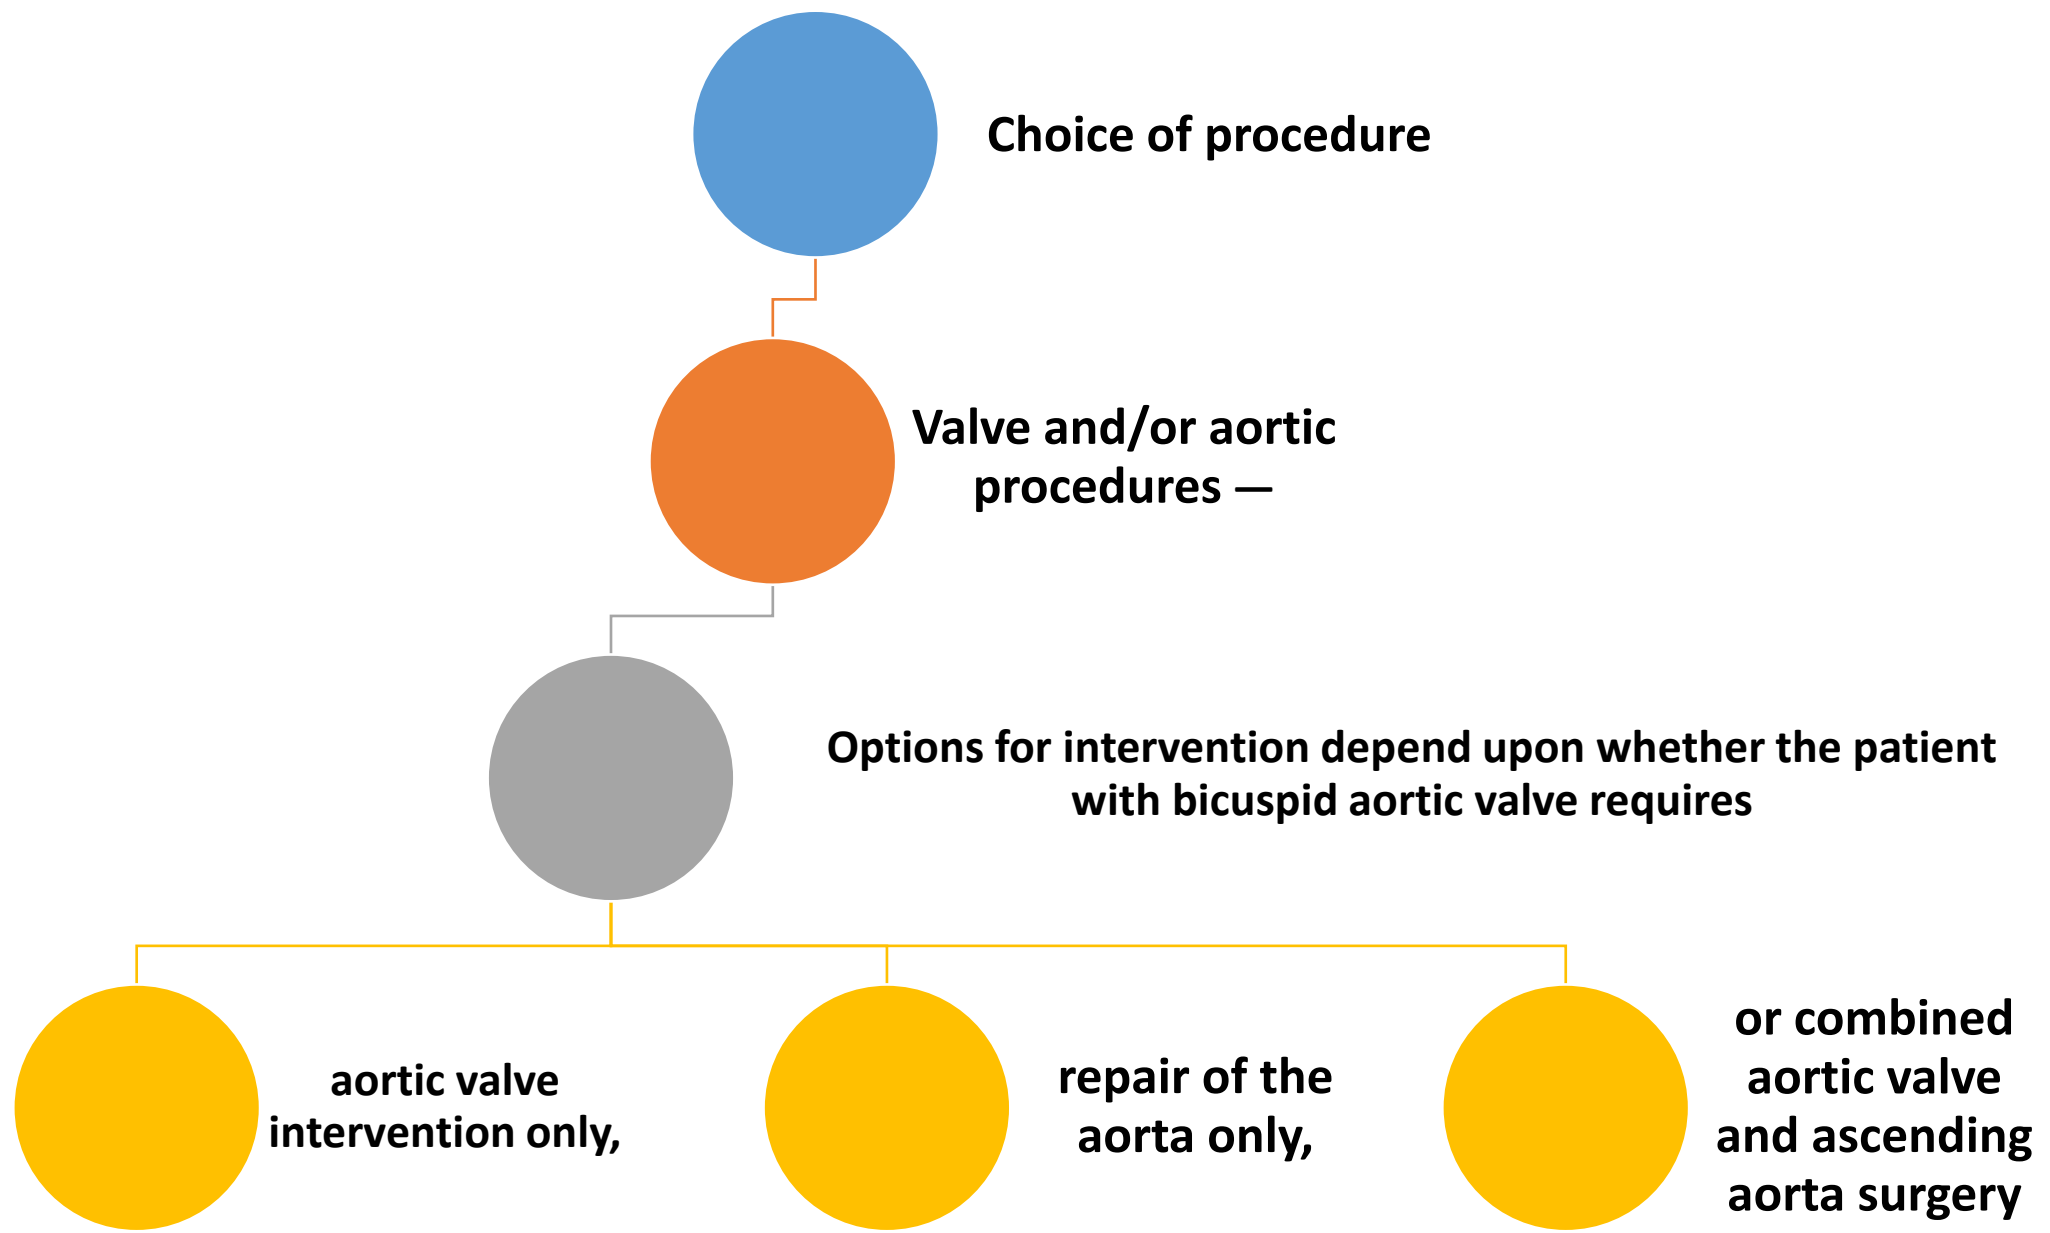 Choice of procedure
Valve and/or aortic
procedures —
Options for intervention depend upon whether the patient
with bicuspid aortic valve requires
aortic valve
intervention only,
repair of the
aorta only,
or combined
aortic valve
and ascending
aorta surgery